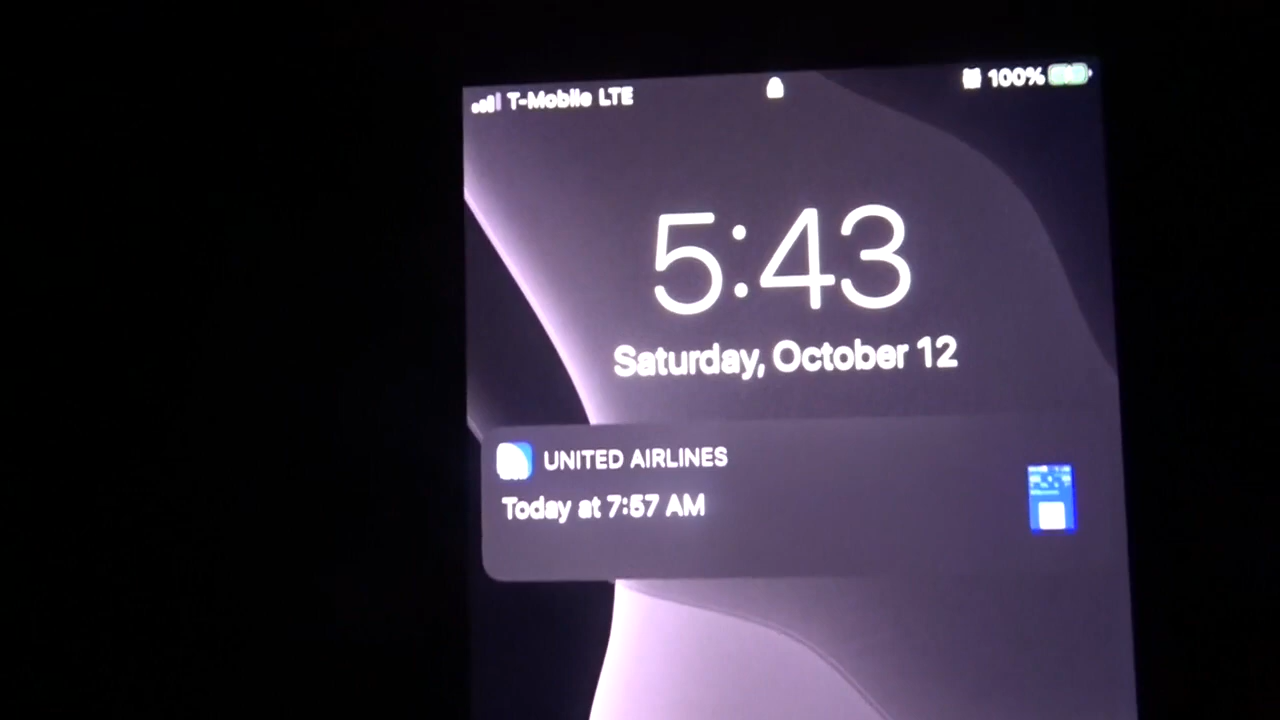 T-Mobile LTE 100%
5:43
Saturday, October 12
UNITED AIRLINES
Today at 7:57 AM